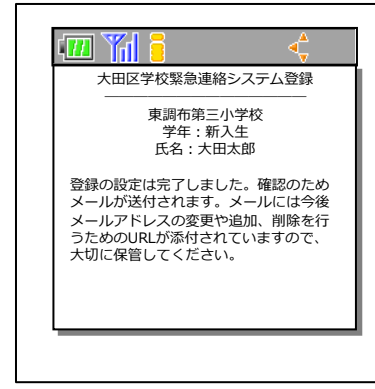 大田区学校緊急連絡システム登録
東調布第三小学校
学年：新入生
氏名：大田太郎
登録の設定は完了しました。確認のため
メールが送付されます。メールには今後
メールアドレスの変更や追加、削除を行
うためのURLが添付されていますので、
大切に保管してください。